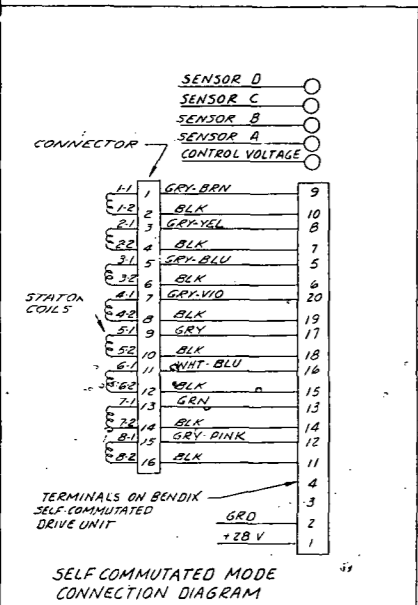 SENSOR D
SENSOR C
SENSOR B
SENSOR A
CONTROL VOLTAGE
CONNECTOR
1-1 1 GRY-BRN 9
1-2 2 BLK 10
2-1 3 GRY-YEL 8
2-2 4 BLK 7
3-1 5 GRY-BLU 5
3-2 6 BLK 6
4-1 7 GRY-VIO 20
4-2 8 BLK 19
5-1 9 GRY 17
5-2 10 BLK 18
6-1 11 WHT-BLU 16
6-2 12 BLK 15
7-1 13 GRN 13
7-2 14 BLK 14
8-1 15 GRY-PINK 12
8-2 16 BLK 11
STATOR
COILS
4
3
GRD 2
+28 V 1
TERMINALS ON BENDIX
SELF-COMMUTATED
DRIVE UNIT
SELF COMMUTATED MODE
CONNECTION DIAGRAM